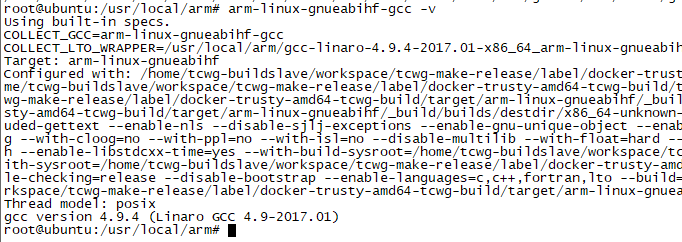 root@ubuntu:/usr/local/arm# arm-linux-gnueabihf-gcc -v
Using built-in specs.
COLLECT_GCC=arm-linux-gnueabihf-gcc
COLLECT_LTO_WRAPPER=/usr/local/arm/gcc-linaro-4.9.4-2017.01-x86_64_arm-linux-gnueabih
Target: arm-linux-gnueabihf
Configured with: /home/tcwg-buildslave/workspace/tcwg-make-release/label/docker-trust
me/tcwg-buildslave/workspace/tcwg-make-release/label/docker-trusty-amd64-tcwg-build/t
wg-make-release/label/docker-trusty-amd64-tcwg-build/target/arm-linux-gnueabihf/_buil
sty-amd64-tcwg-build/target/arm-linux-gnueabihf/_build/builds/destdir/x86_64-unknown-
uded-gettext --enable-nls --disable-sjlj-exceptions --enable-gnu-unique-object --enab
g --with-cloog=no --with-ppl=no --with-isl=no --disable-multilib --with-float=hard --
h --enable-libstdcxx-time=yes --with-build-sysroot=/home/tcwg-buildslave/workspace/tc
ith-sysroot=/home/tcwg-buildslave/workspace/tcwg-make-release/label/docker-trusty-amd
le-checking=release --disable-bootstrap --enable-languages=c,c++,fortran,lto --build=
rkspace/tcwg-make-release/label/docker-trusty-amd64-tcwg-build/target/arm-linux-gnuea
Thread model: posix
gcc version 4.9.4 (Linaro GCC 4.9-2017.01)
root@ubuntu:/usr/local/arm#